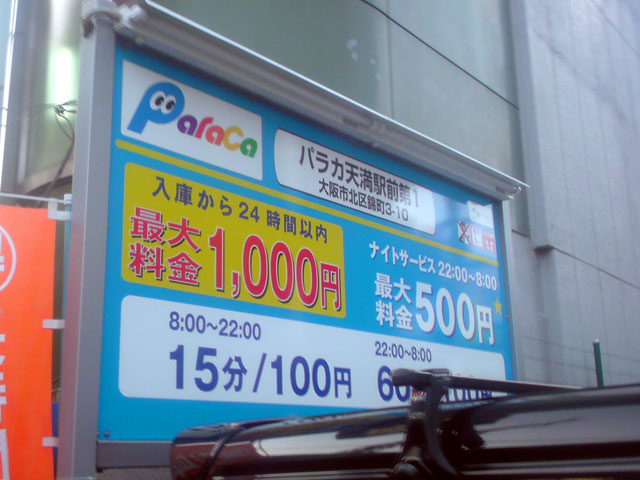 ParaCa
パラカ天満駅前第1
大阪市北区錦町3-10
入庫から24時間以内
最大料金1,000円
ナイトサービス 22:00~8:00
最大料金500円
8:00~22:00
15分/100円
22:00~8:00